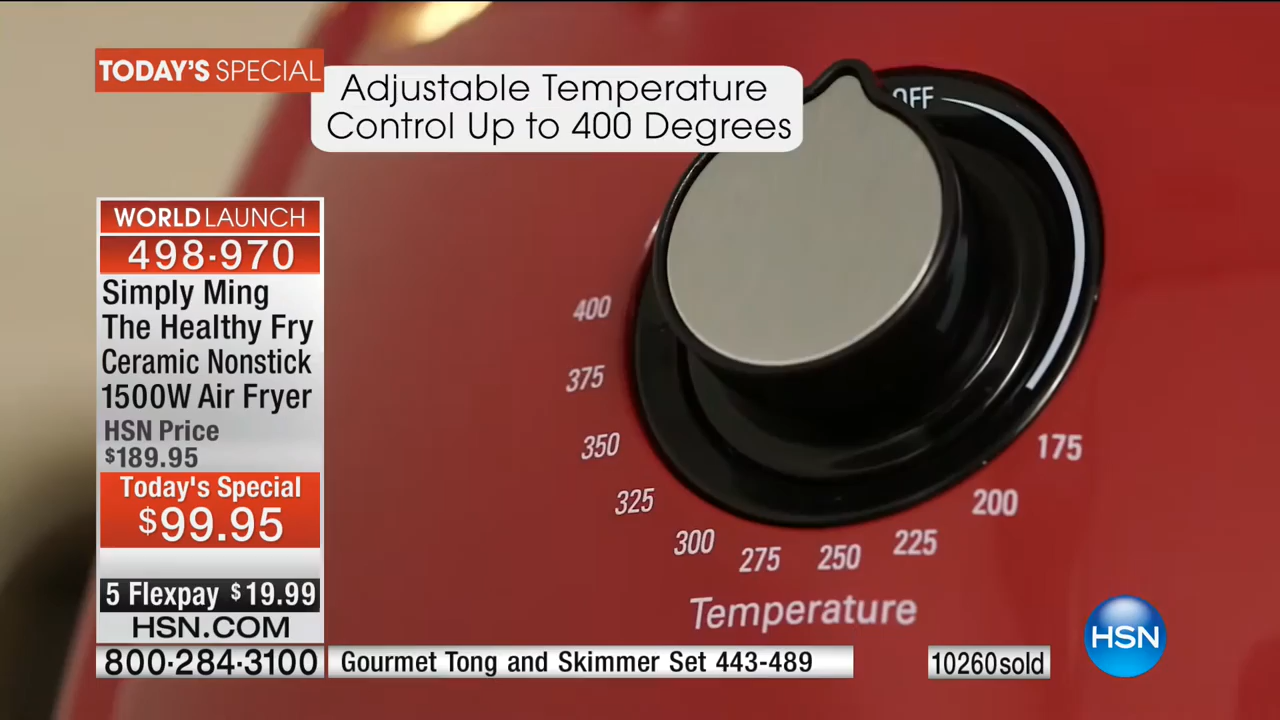 TODAY'S SPECIAL
Adjustable Temperature
Control Up to 400 Degrees
OFF
WORLD LAUNCH
498-970
Simply Ming
The Healthy Fry
Ceramic Nonstick
1500W Air Fryer
HSN Price
$189.95
Today's Special
$99.95
5 Flexpay $19.99
HSN.COM
800-284-3100
Gourmet Tong and Skimmer Set 443-489
10260sold
400
375
350
325
300
275
250
225
200
175
Temperature
HSN